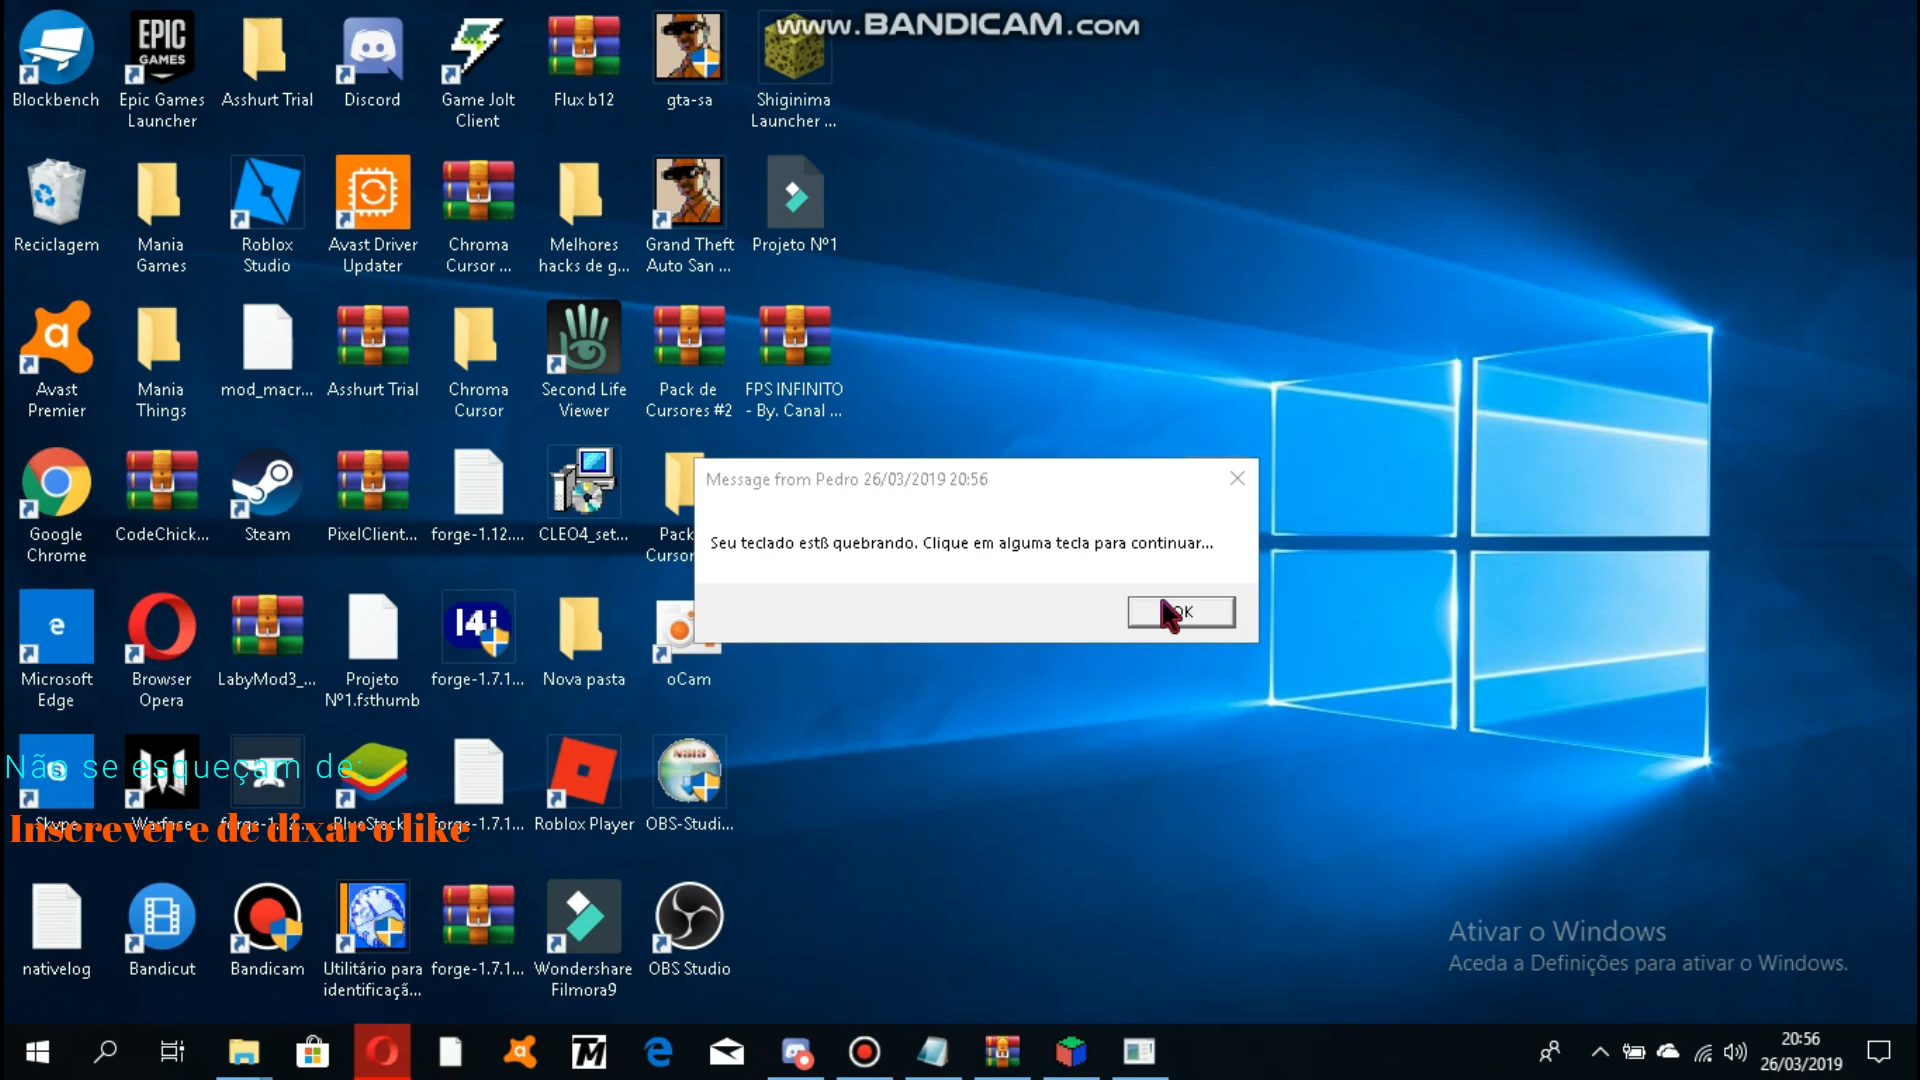 www.BANDICAM.com
Blockbench
Epic Games
Launcher
Asshurt Trial
Discord
Game Jolt
Client
Flux b12
gta-sa
Shiginima
Launcher ...
Reciclagem
Mania
Games
Roblox
Studio
Avast Driver
Updater
Chroma
Cursor ...
Melhores
hacks de g...
Grand Theft
Auto San ...
Projeto Nº1
Avast
Premier
Mania
Things
mod_macr...
Asshurt Trial
Chroma
Cursor
Second Life
Viewer
Pack de
Cursores #2
FPS INFINITO
- By. Canal ...
Google
Chrome
CodeChick...
Steam
PixelClient...
forge-1.12....
CLEO4_set...
Pack
Cursor
Message from Pedro 26/03/2019 20:56
Seu teclado estß quebrando. Clique em alguma tecla para continuar...
OK
Microsoft
Edge
Browser
Opera
LabyMod3_...
Projeto
Nº1.fsthumb
forge-1.7.1...
Nova pasta
oCam
Não se esqueçam de:
Inscrever e de dixar o like
Skype
Warface
forge-1.12...
BlueStacks
forge-1.7.1...
Roblox Player
OBS-Studi...
nativelog
Bandicut
Bandicam
Utilitário para
identificaçã...
forge-1.7.1...
Wondershare
Filmora9
OBS Studio
Ativar o Windows
Aceda a Definições para ativar o Windows.
20:56
26/03/2019